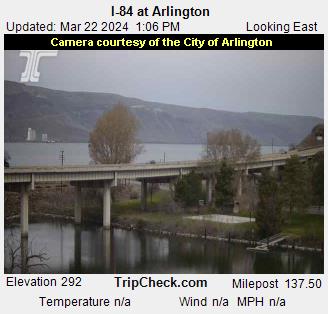 I-84 at Arlington
Updated: Mar 22 2024 1:06 PM Looking East
Camera courtesy of the City of Arlington
Elevation 292 TripCheck.com Milepost 137.50
Temperature n/a Wind n/a MPH n/a